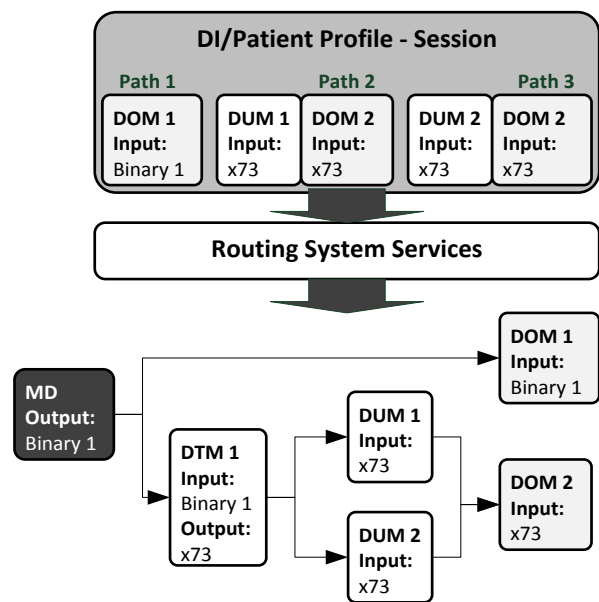 DI/Patient Profile - Session
Path 1
Path 2
Path 3
DOM 1
Input:
Binary 1
DUM 1
Input:
x73
DOM 2
Input:
x73
DUM 2
Input:
x73
DOM 2
Input:
x73
Routing System Services
DOM 1
Input:
Binary 1
MD
Output:
Binary 1
DUM 1
Input:
x73
DTM 1
Input:
Binary 1
Output:
x73
DOM 2
Input:
x73
DUM 2
Input:
x73